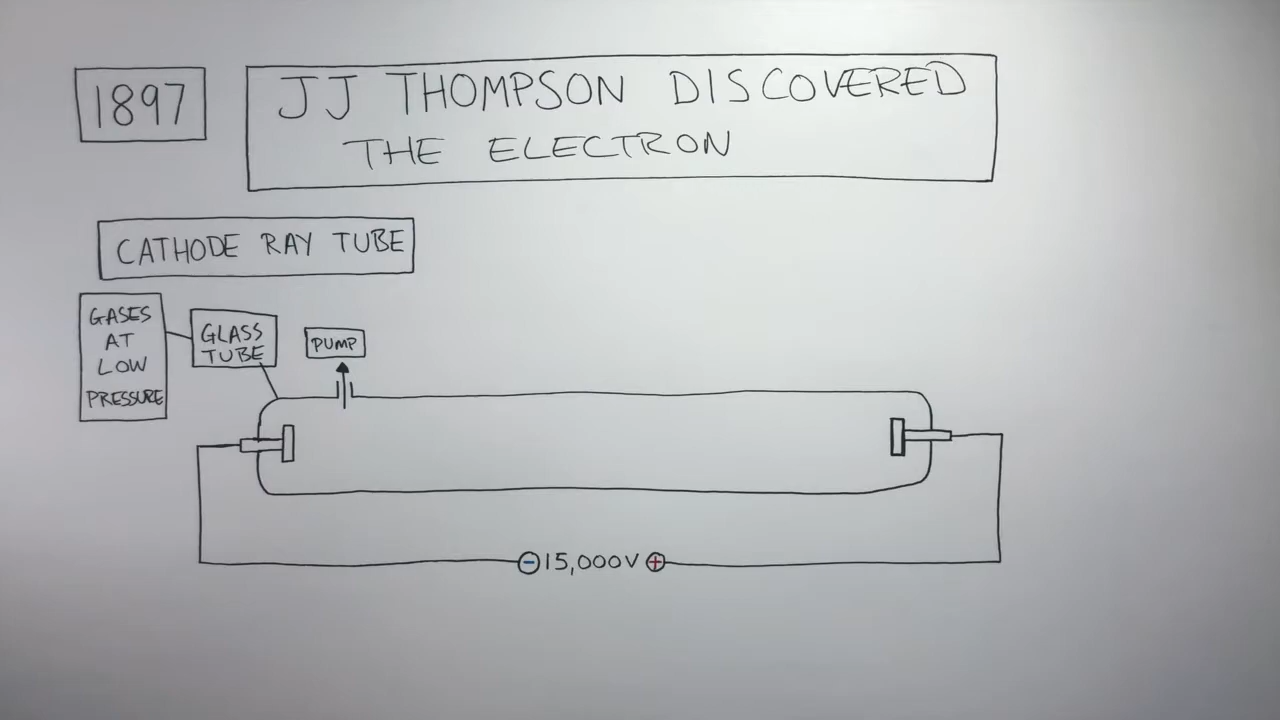 1897
JJ THOMPSON DISCOVERED
THE ELECTRON
CATHODE RAY TUBE
GASES
AT
LOW
PRESSURE
GLASS
TUBE
PUMP
⊖15,000V⊕